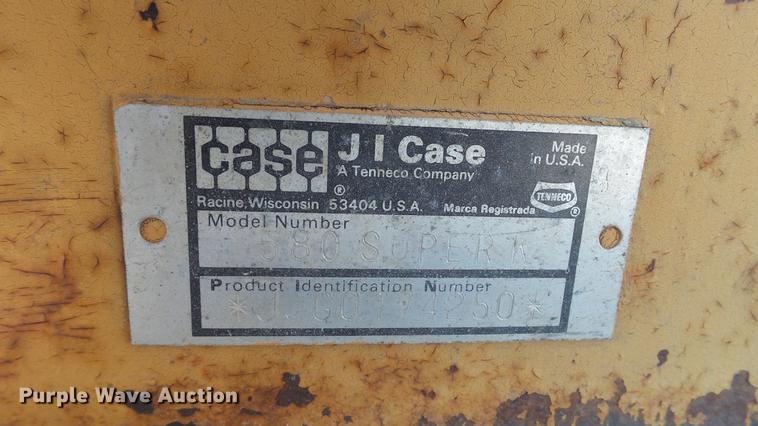 case
J I Case
A Tenneco Company
Made
in U.S.A.
®
Racine, Wisconsin 53404 U.S.A.
Marca Registrada
TENNECO
®
Model Number
580 SUPER K
Product Identification Number
Purple Wave Auction